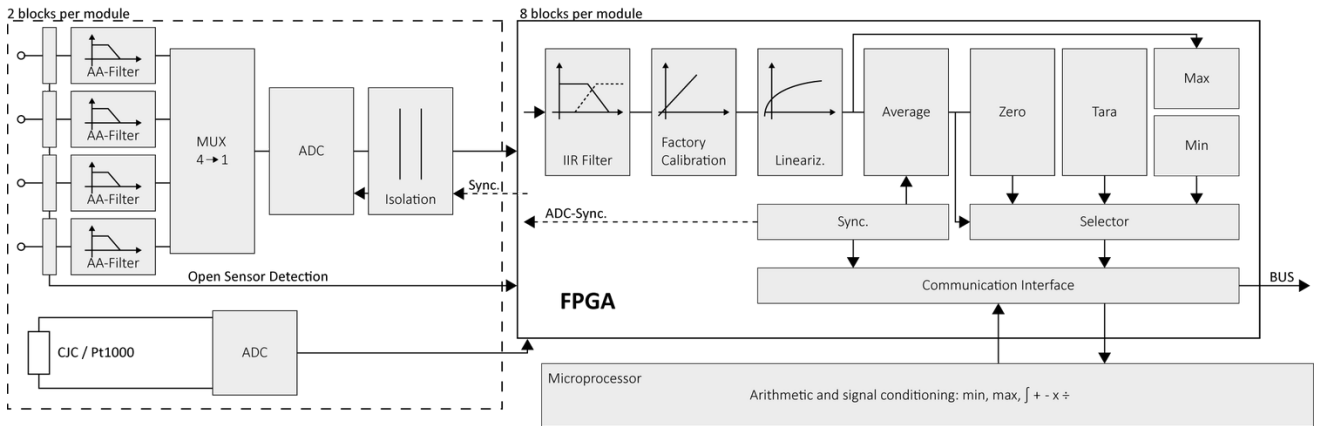 2 blocks per module
8 blocks per module
AA-Filter
AA-Filter
AA-Filter
AA-Filter
MUX
4→1
ADC
Isolation
Sync.
Open Sensor Detection
CJC / Pt1000
ADC
IIR Filter
Factory
Calibration
Lineariz.
Average
Zero
Tara
Max
Min
ADC-Sync.
Sync.
Selector
Communication Interface
BUS
FPGA
Microprocessor
Arithmetic and signal conditioning: min, max, ∫ + - x ÷